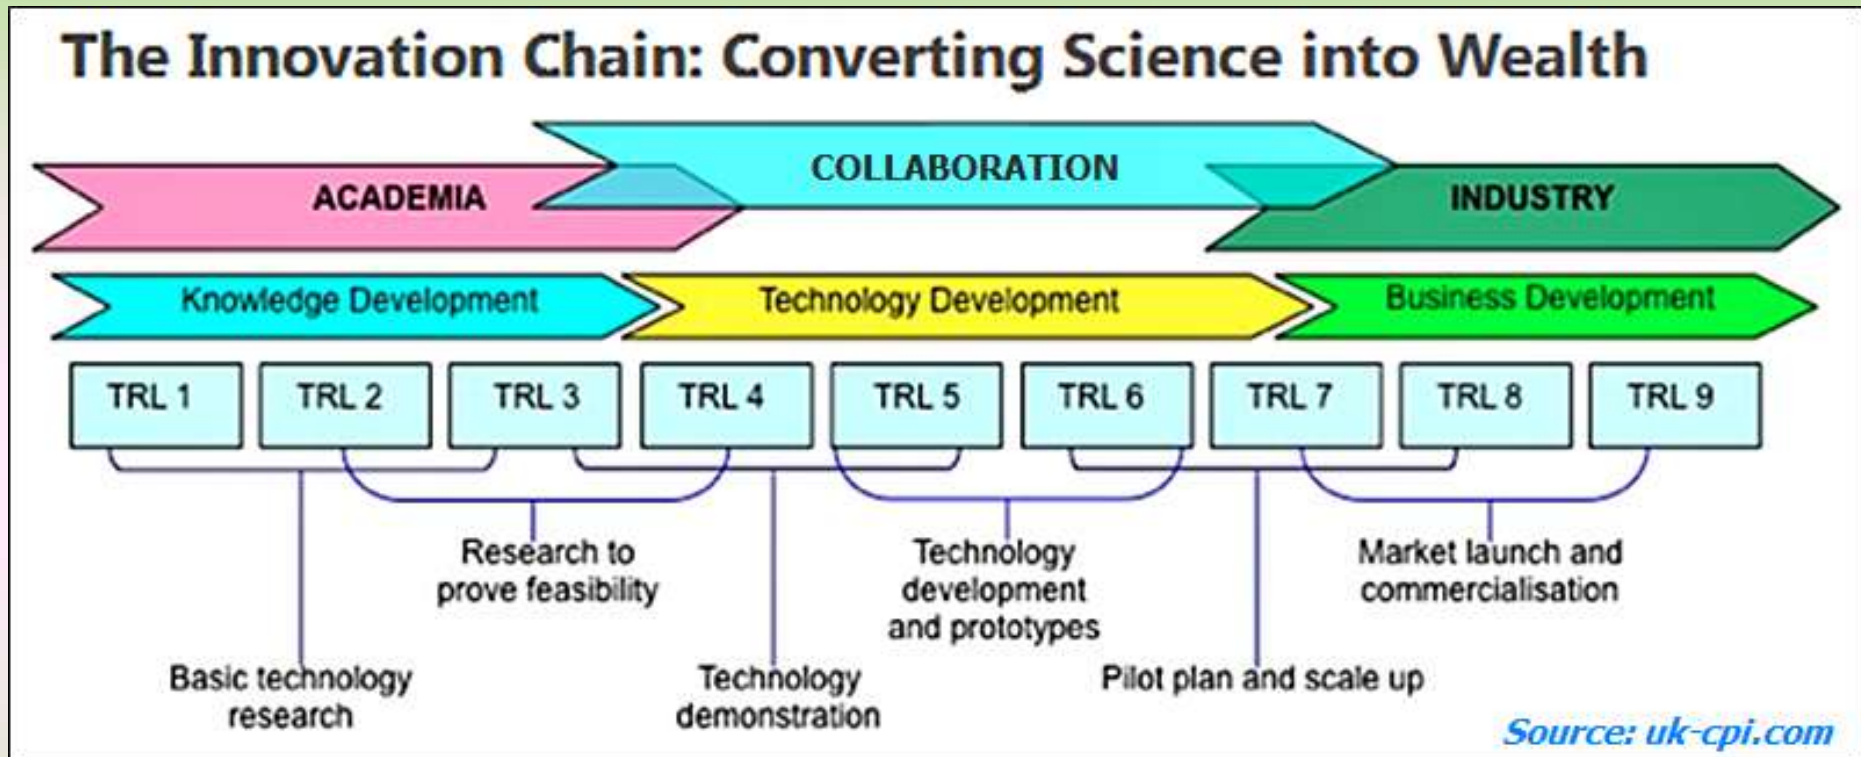 The Innovation Chain: Converting Science into Wealth
COLLABORATION
ACADEMIA
INDUSTRY
Knowledge Development
Technology Development
Business Development
TRL 1
TRL 2
TRL 3
TRL 4
TRL 5
TRL 6
TRL 7
TRL 8
TRL 9
Research to
prove feasibility
Technology
development
and prototypes
Market launch and
commercialisation
Basic technology
research
Technology
demonstration
Pilot plan and scale up
Source: uk-cpi.com